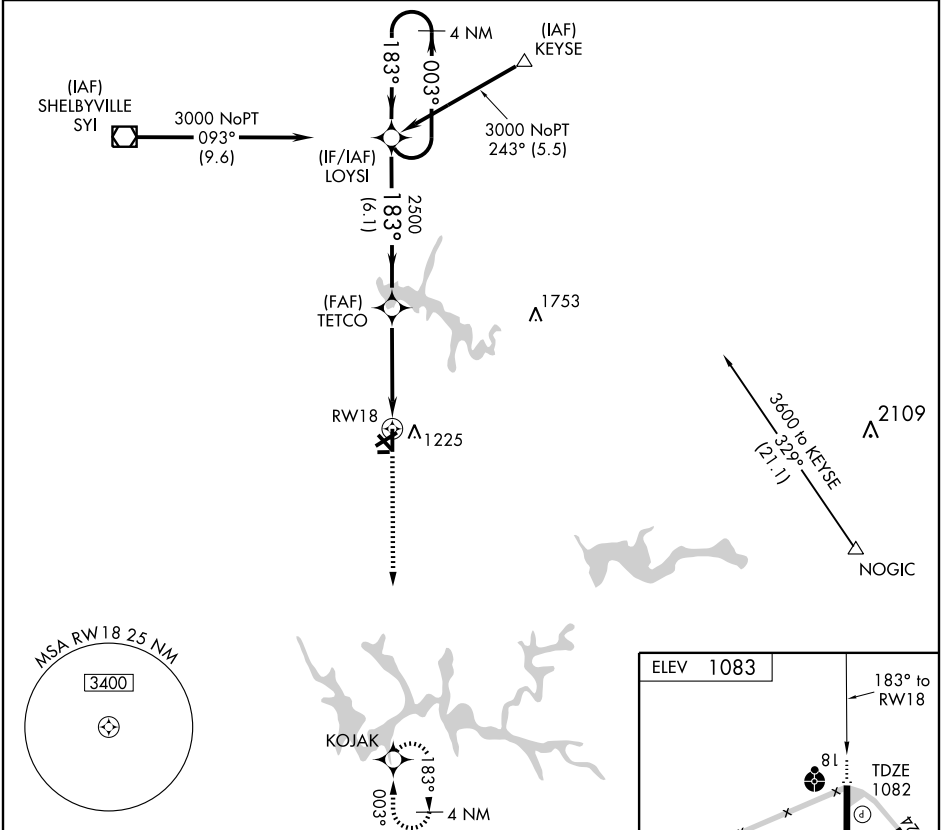 4 NM
183°
003°
(IAF)
KEYSE
(IAF)
SHELBYVILLE
SYI
3000 NoPT
093°
(9.6)
3000 NoPT
243° (5.5)
(IF/IAF)
LOYSI
2500
183°
(6.1)
(FAF)
TETCO
1753
RW18
1225
3600 to KEYSE
329°
(21.1)
2109
NOGIC
MSA RW18 25 NM
3400
KOJAK
183°
003°
4 NM
ELEV 1083
183° to
RW18
18
TDZE
1082
P
24